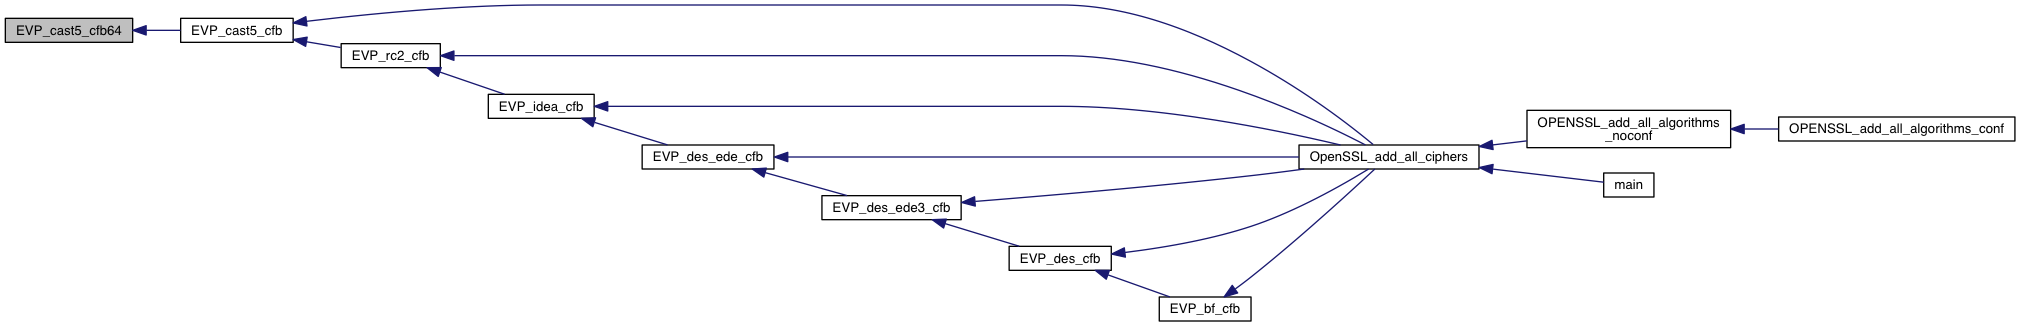 EVP_cast5_cfb64
EVP_cast5_cfb
EVP_rc2_cfb
EVP_idea_cfb
EVP_des_ede_cfb
EVP_des_ede3_cfb
EVP_des_cfb
EVP_bf_cfb
OpenSSL_add_all_ciphers
OPENSSL_add_all_algorithms
_noconf
OPENSSL_add_all_algorithms_conf
main